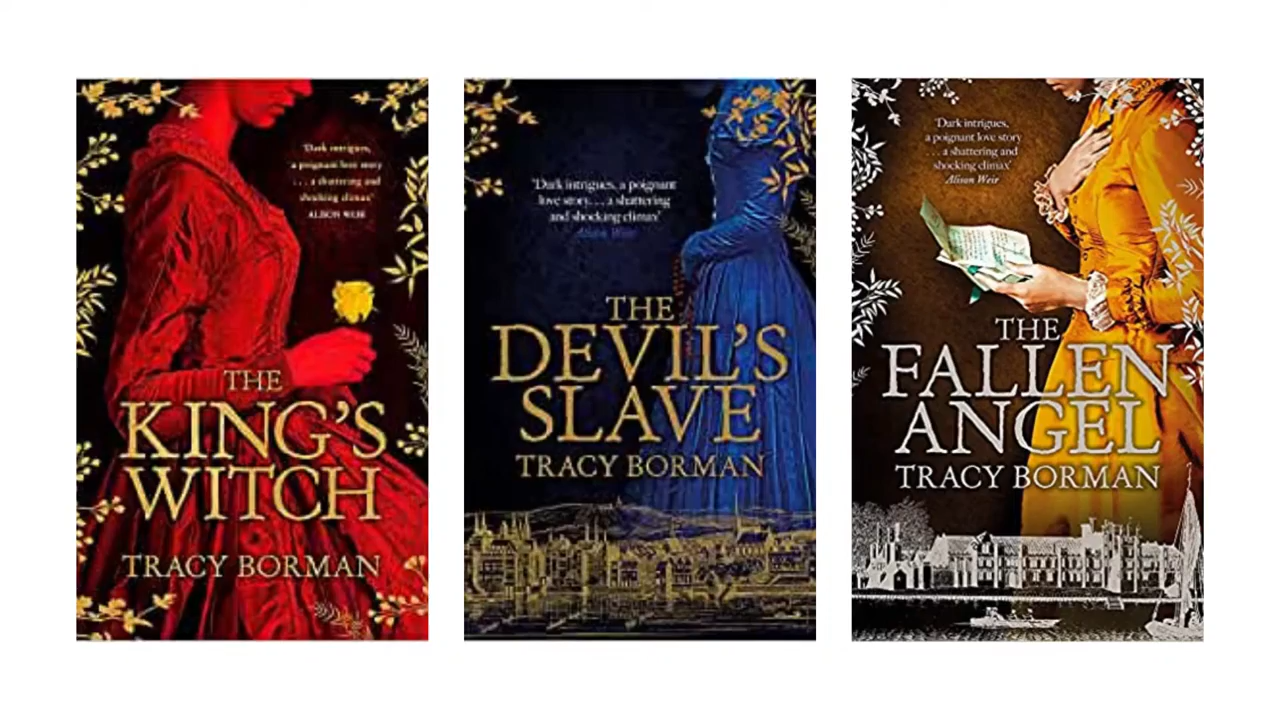 'Dark intrigues,
a poignant love story
. . . a shattering and
shocking climax'
ALISON WEIR
THE
KING'S
WITCH
TRACY BORMAN
'Dark intrigues, a poignant
love story. . . a shattering
and shocking climax'
Alison Weir
THE
DEVIL'S
SLAVE
TRACY BORMAN
'Dark intrigues,
a poignant love story
. . . a shattering and
shocking climax'
Alison Weir
THE
FALLEN
ANGEL
TRACY BORMAN